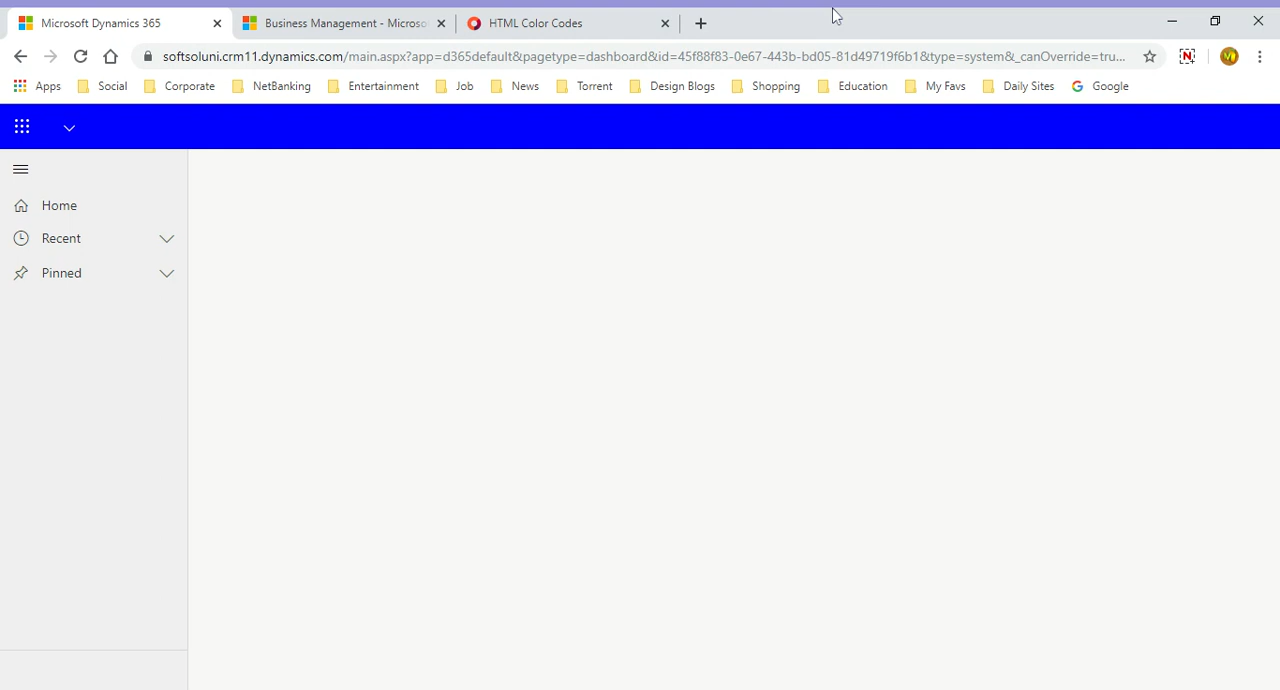 Microsoft Dynamics 365
Business Management - Microso
HTML Color Codes
softsoluni.crm11.dynamics.com/main.aspx?app=d365default&pagetype=dashboard&id=45f88f83-0e67-443b-bd05-81d49719f6b1&type=system&_canOverride=tru...
Apps Social Corporate NetBanking Entertainment Job News Torrent Design Blogs Shopping Education My Favs Daily Sites Google
Home
Recent
Pinned